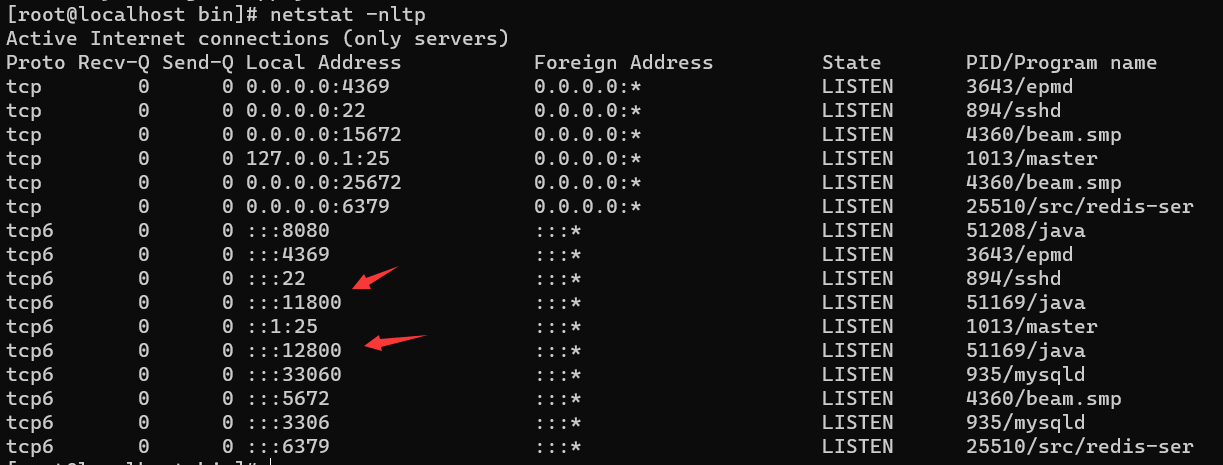 [root@localhost bin]# netstat -nltp
Active Internet connections (only servers)
Proto Recv-Q Send-Q Local Address           Foreign Address         State       PID/Program name
tcp        0      0 0.0.0.0:4369            0.0.0.0:*               LISTEN      3643/epmd
tcp        0      0 0.0.0.0:22              0.0.0.0:*               LISTEN      894/sshd
tcp        0      0 0.0.0.0:15672           0.0.0.0:*               LISTEN      4360/beam.smp
tcp        0      0 127.0.0.1:25            0.0.0.0:*               LISTEN      1013/master
tcp        0      0 0.0.0.0:25672           0.0.0.0:*               LISTEN      4360/beam.smp
tcp        0      0 0.0.0.0:6379            0.0.0.0:*               LISTEN      25510/src/redis-ser
tcp6       0      0 :::8080                 :::*                    LISTEN      51208/java
tcp6       0      0 :::4369                 :::*                    LISTEN      3643/epmd
tcp6       0      0 :::22                   :::*                    LISTEN      894/sshd
tcp6       0      0 :::11800                :::*                    LISTEN      51169/java
tcp6       0      0 ::1:25                  :::*                    LISTEN      1013/master
tcp6       0      0 :::12800                :::*                    LISTEN      51169/java
tcp6       0      0 :::33060                :::*                    LISTEN      935/mysqld
tcp6       0      0 :::5672                 :::*                    LISTEN      4360/beam.smp
tcp6       0      0 :::3306                 :::*                    LISTEN      935/mysqld
tcp6       0      0 :::6379                 :::*                    LISTEN      25510/src/redis-ser